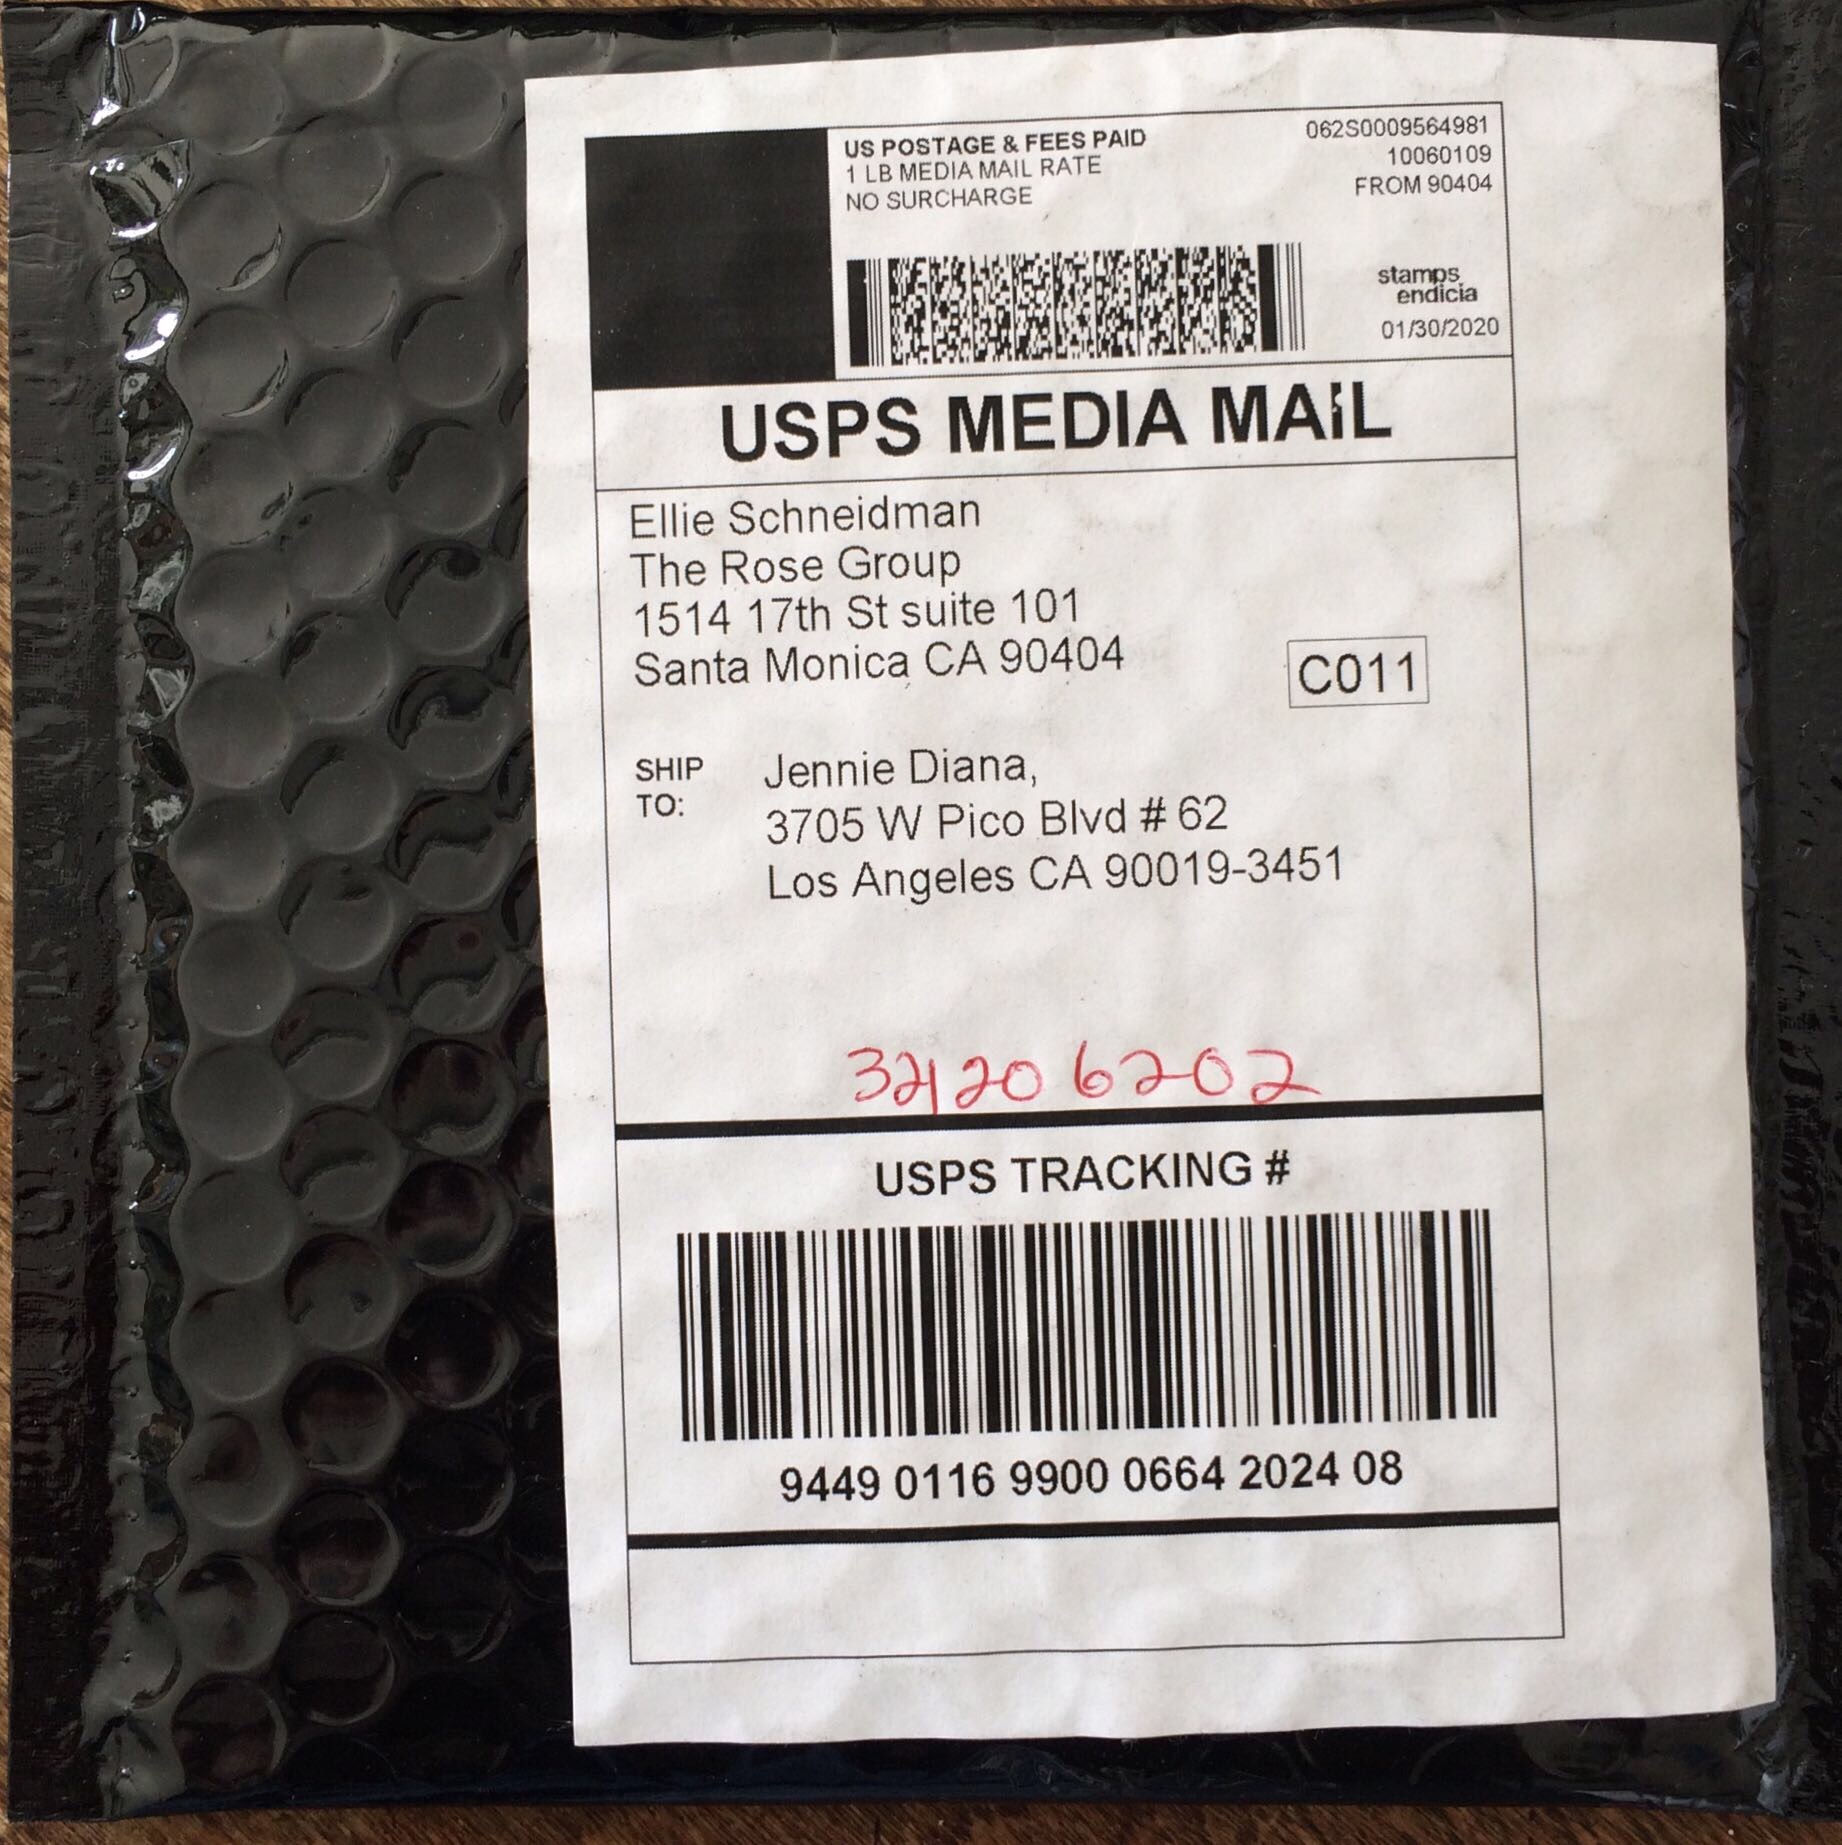 US POSTAGE & FEES PAID
1 LB MEDIA MAIL RATE
NO SURCHARGE
062S0009564981
10060109
FROM 90404
stamps
endicia
01/30/2020
USPS MEDIA MAIL
Ellie Schneidman
The Rose Group
1514 17th St suite 101
Santa Monica CA 90404
C011
SHIP
TO:
Jennie Diana,
3705 W Pico Blvd # 62
Los Angeles CA 90019-3451
321206202
USPS TRACKING #
9449 0116 9900 0664 2024 08